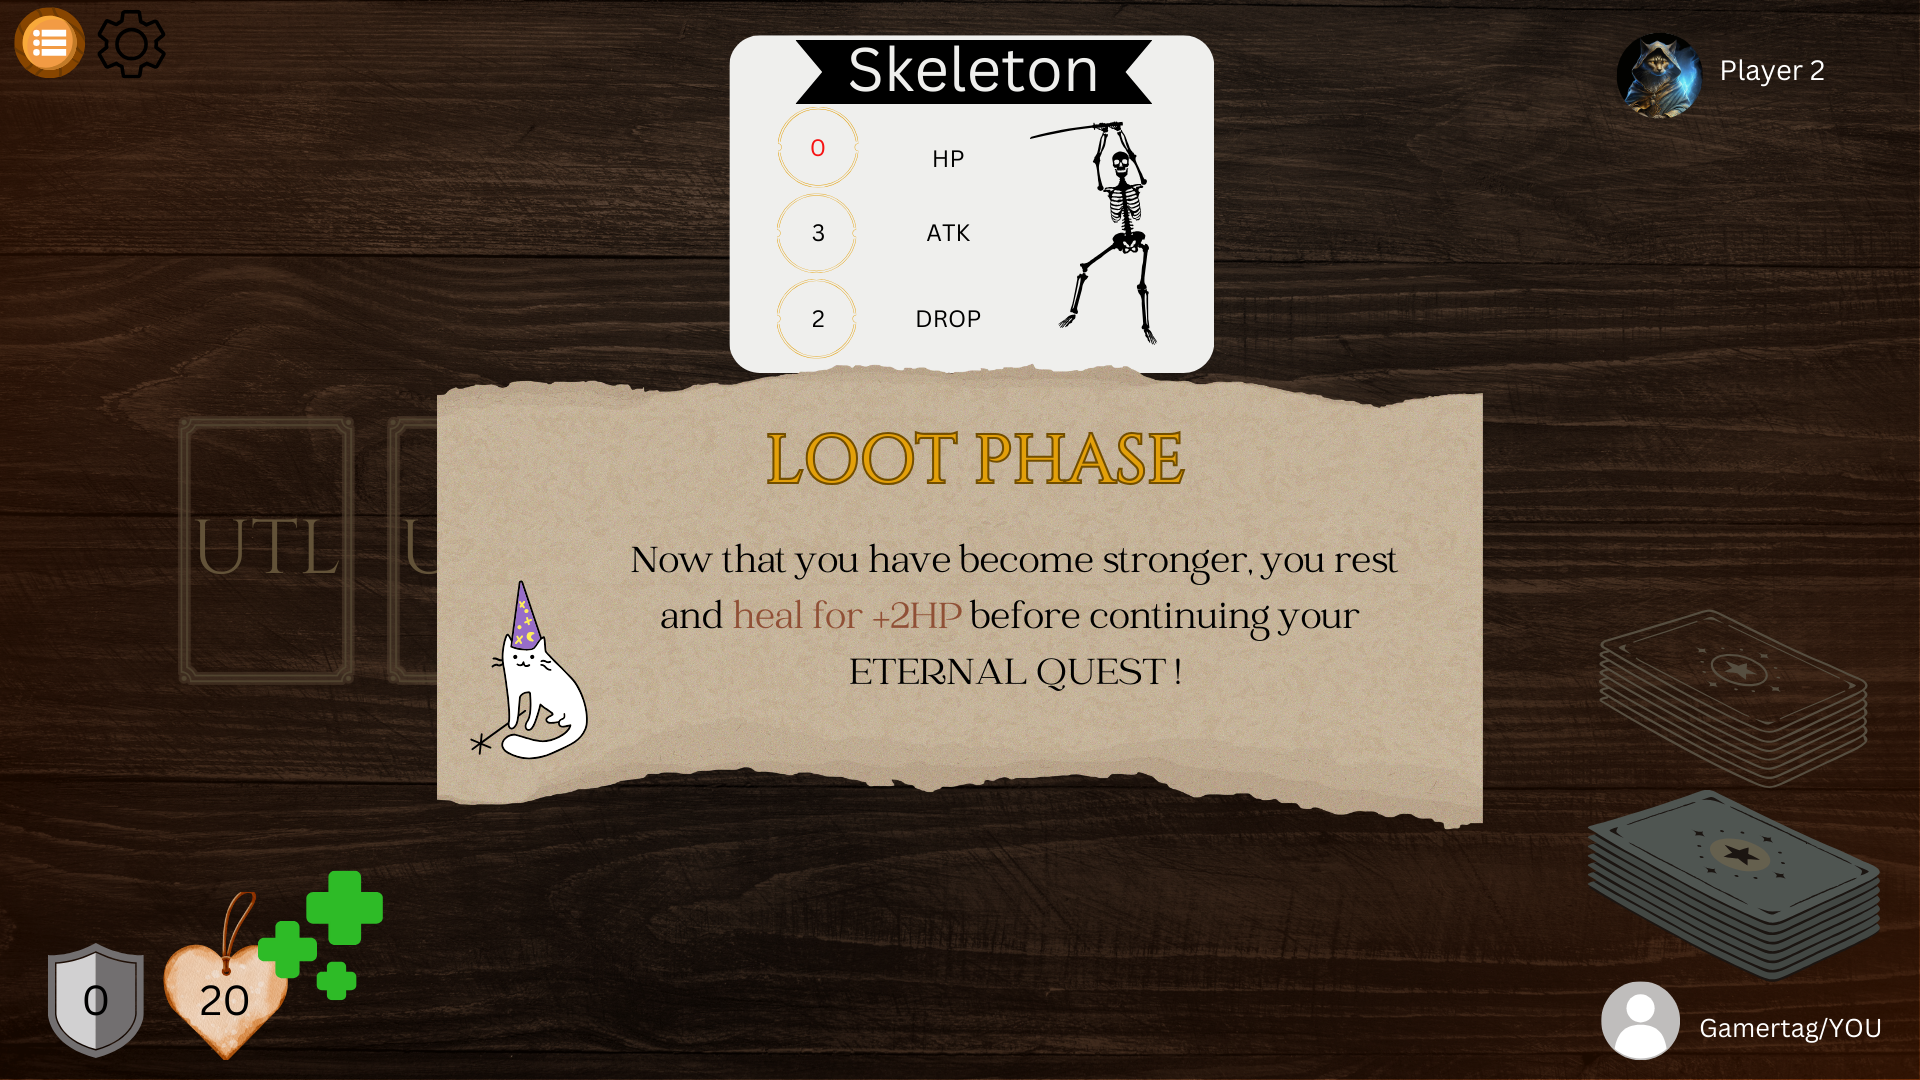 Skeleton
Player 2
0 HP
3 ATK
2 DROP
LOOT PHASE
UTL
Now that you have become stronger, you rest
and heal for +2HP before continuing your
ETERNAL QUEST !
0
20
Gamertag/YOU